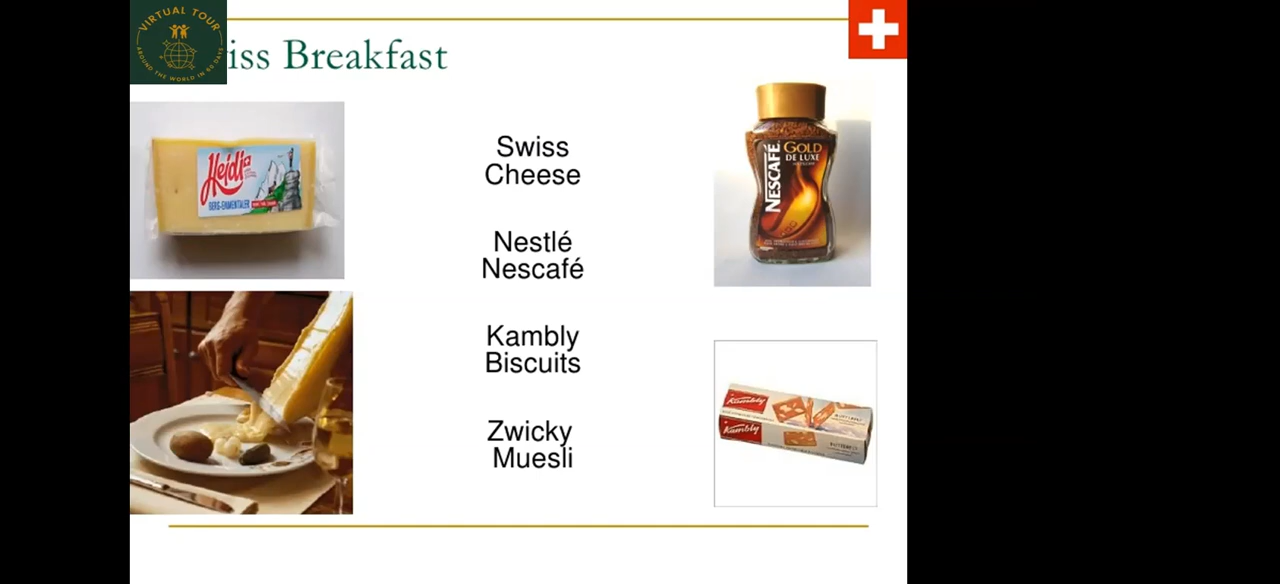 VIRTUAL TOUR
AROUND THE WORLD IN 60 DAYS
iss Breakfast
Heidi
BERG-EMMENTALER
Swiss
Cheese
Nestlé
Nescafé
Kambly
Biscuits
Zwicky
Muesli
NESCAFÉ
GOLD
DE LUXE
Kambly
Kambly